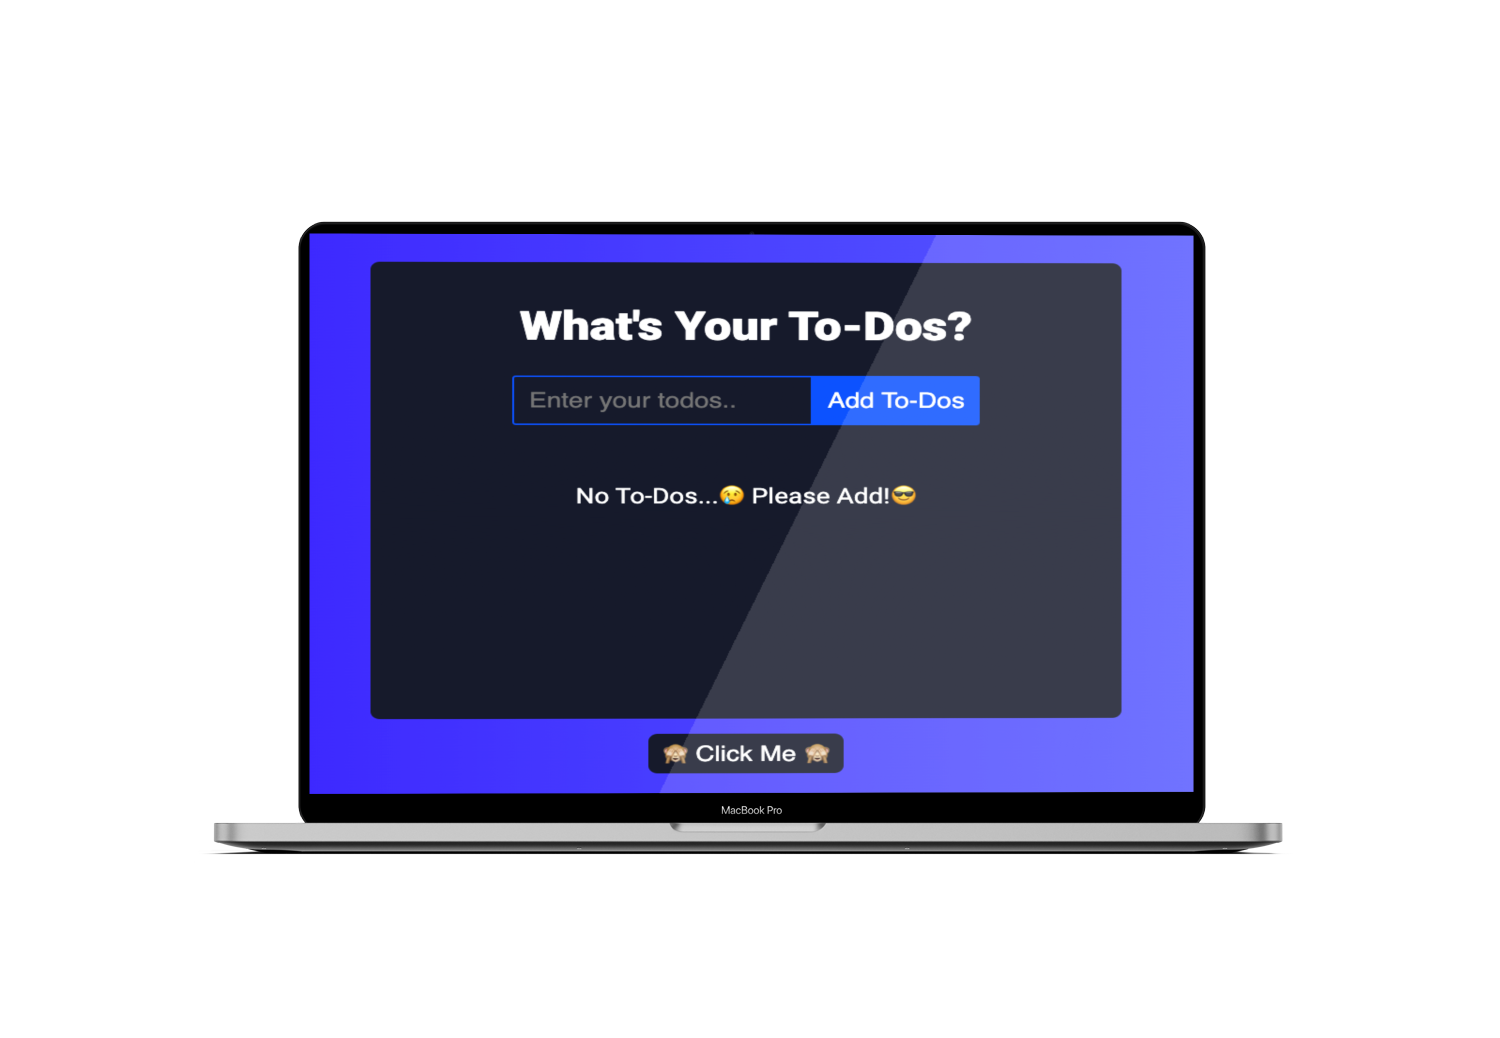 What's Your To-Dos?
Enter your todos..
Add To-Dos
No To-Dos...😢 Please Add!😎
🙈 Click Me 🙈
MacBook Pro